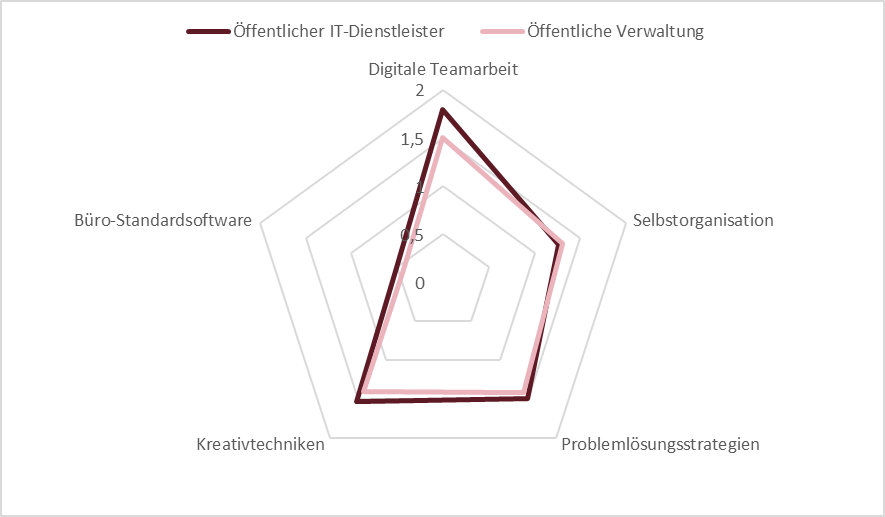 Öffentlicher IT-Dienstleister Öffentliche Verwaltung
Digitale Teamarbeit
2
1,5
1
Büro-Standardsoftware
Selbstorganisation
0,5
0
Kreativtechniken
Problemlösungsstrategien